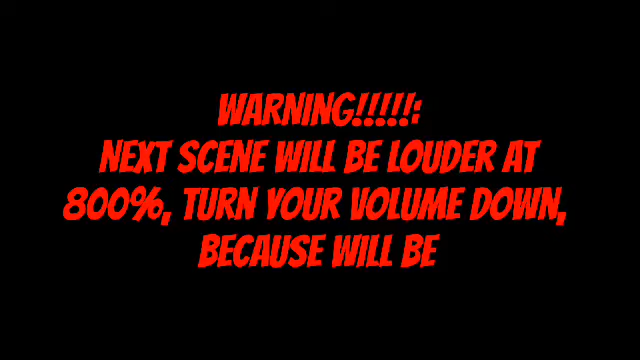 WARNING!!!!!:
NEXT SCENE WILL BE LOUDER AT
800%, TURN YOUR VOLUME DOWN,
BECAUSE WILL BE